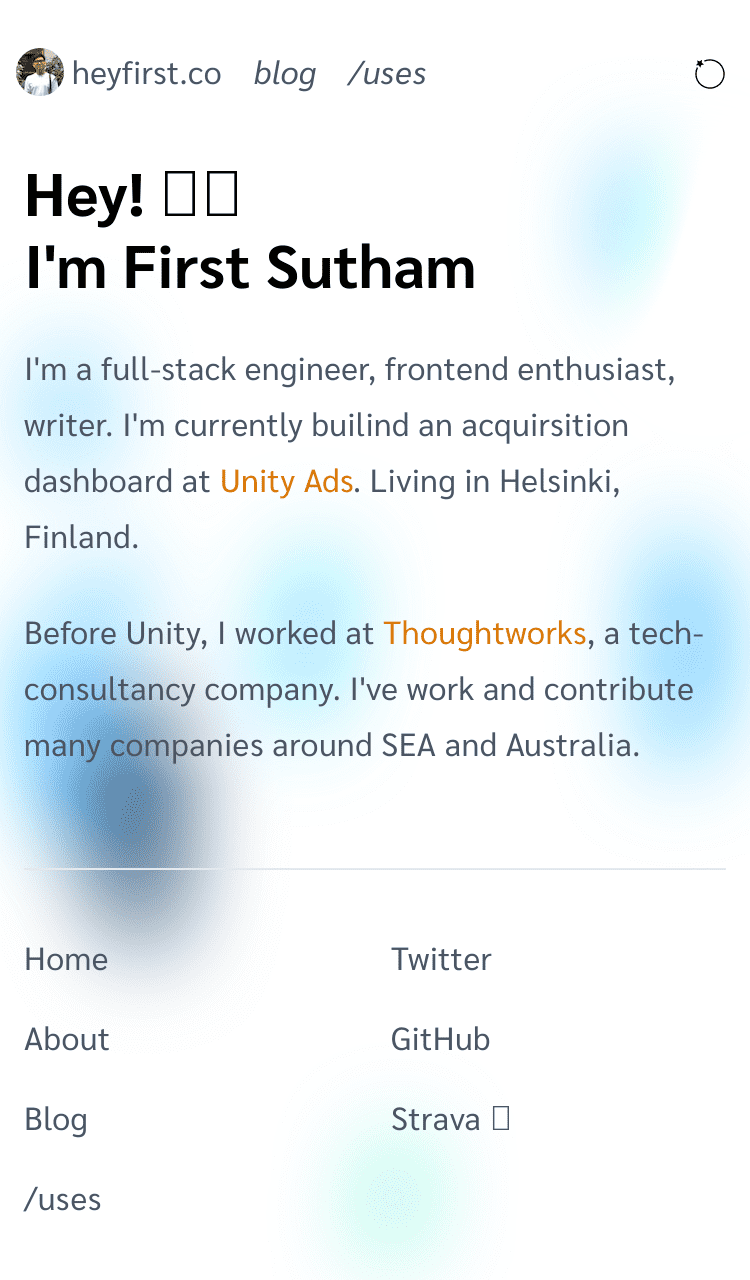 heyfirst.co blog /uses
Hey! 
I'm First Sutham
I'm a full-stack engineer, frontend enthusiast,
writer. I'm currently builind an acquirsition
dashboard at Unity Ads. Living in Helsinki,
Finland.
Before Unity, I worked at Thoughtworks, a tech-
consultancy company. I've work and contribute
many companies around SEA and Australia.
Home
Twitter
About
GitHub
Blog
Strava
/uses